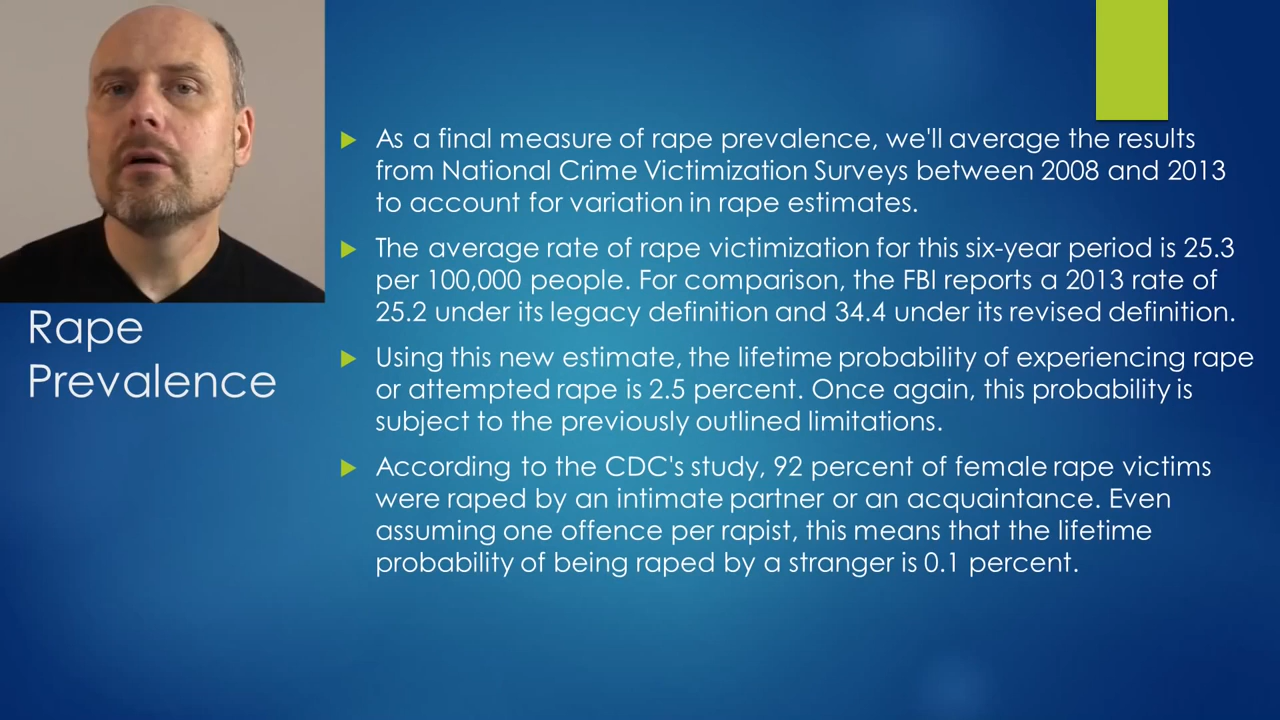 Rape
Prevalence
As a final measure of rape prevalence, we'll average the results
from National Crime Victimization Surveys between 2008 and 2013
to account for variation in rape estimates.
The average rate of rape victimization for this six-year period is 25.3
per 100,000 people. For comparison, the FBI reports a 2013 rate of
25.2 under its legacy definition and 34.4 under its revised definition.
Using this new estimate, the lifetime probability of experiencing rape
or attempted rape is 2.5 percent. Once again, this probability is
subject to the previously outlined limitations.
According to the CDC's study, 92 percent of female rape victims
were raped by an intimate partner or an acquaintance. Even
assuming one offence per rapist, this means that the lifetime
probability of being raped by a stranger is 0.1 percent.